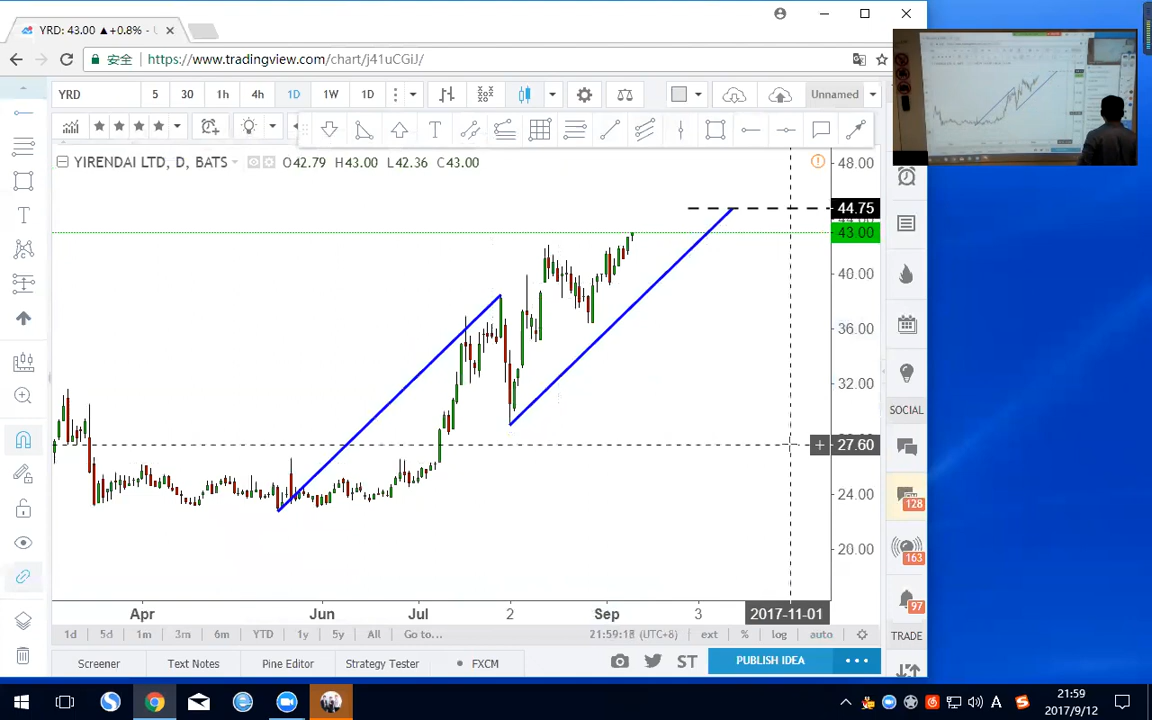 YRD: 43.00 ▲+0.8% -
安全 https://www.tradingview.com/chart/j41uCGiJ/
YRD 5 30 1h 4h 1D 1W 1D Unnamed
YIRENDAI LTD, D, BATS O42.79 H43.00 L42.36 C43.00
48.00
44.75
43.00
40.00
36.00
32.00
27.60
24.00
20.00
Apr Jun Jul 2 Sep 3 2017-11-01
1d 5d 1m 3m 6m YTD 1y 5y All Go to... (UTC+8) ext % log auto
SOCIAL
128
163
97
TRADE
Screener Text Notes Pine Editor Strategy Tester FXCM ST PUBLISH IDEA
A
21:59
2017/9/12